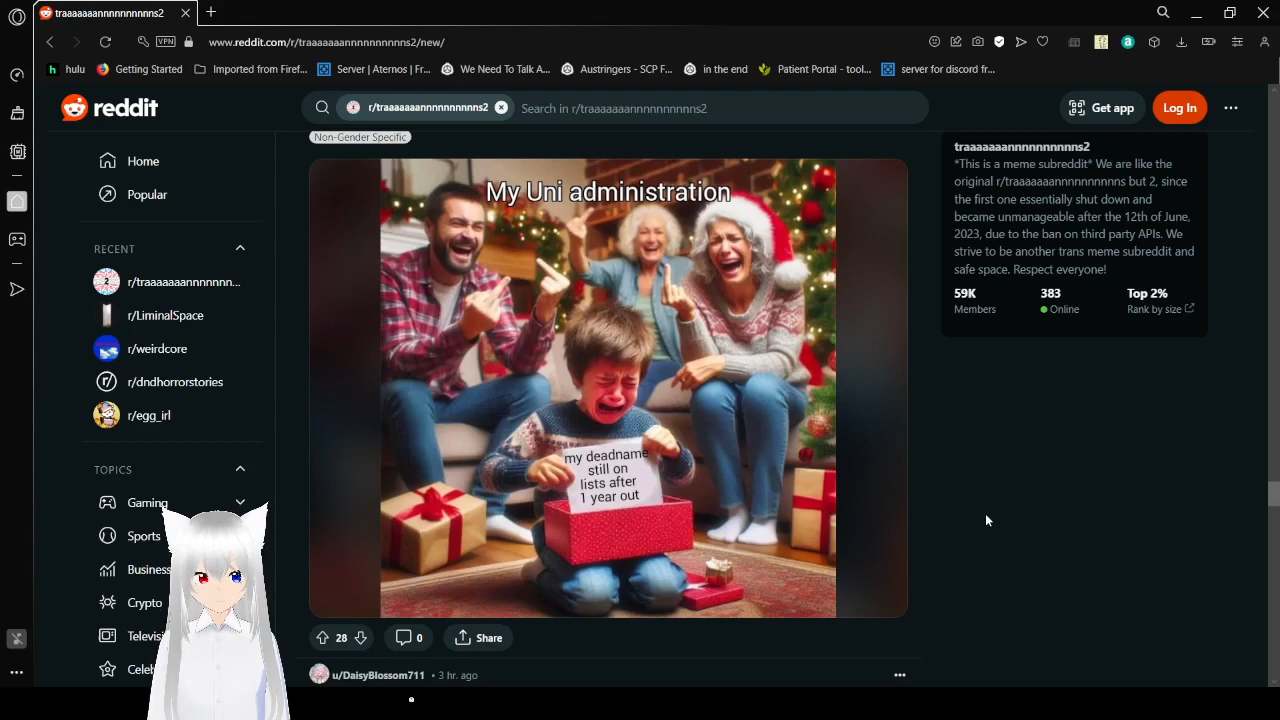 traaaaaaannnnnnnnnns2
www.reddit.com/r/traaaaaaannnnnnnnnns2/new/
VPN
hulu
Getting Started
Imported from Firef...
Server | Aternos | Fr...
We Need To Talk A...
Austringers - SCP F...
in the end
Patient Portal - tool...
server for discord fr...
reddit
r/traaaaaaannnnnnnnnns2
Search in r/traaaaaaannnnnnnnnns2
Get app
Log In
Home
Popular
RECENT
r/traaaaaaannnnnnn...
r/LiminalSpace
r/weirdcore
r/dndhorrorstories
r/egg_irl
TOPICS
Gaming
Sports
Business
Crypto
Televisi
Celeb
Non-Gender Specific
My Uni administration
my deadname
still on
lists after
1 year out
28
0
Share
u/DaisyBlossom711 • 3 hr. ago
traaaaaaannnnnnnnnns2
*This is a meme subreddit* We are like the
original r/traaaaaaannnnnnnnnns but 2, since
the first one essentially shut down and
became unmanageable after the 12th of June,
2023, due to the ban on third party APIs. We
strive to be another trans meme subreddit and
safe space. Respect everyone!
59K
Members
383
Online
Top 2%
Rank by size